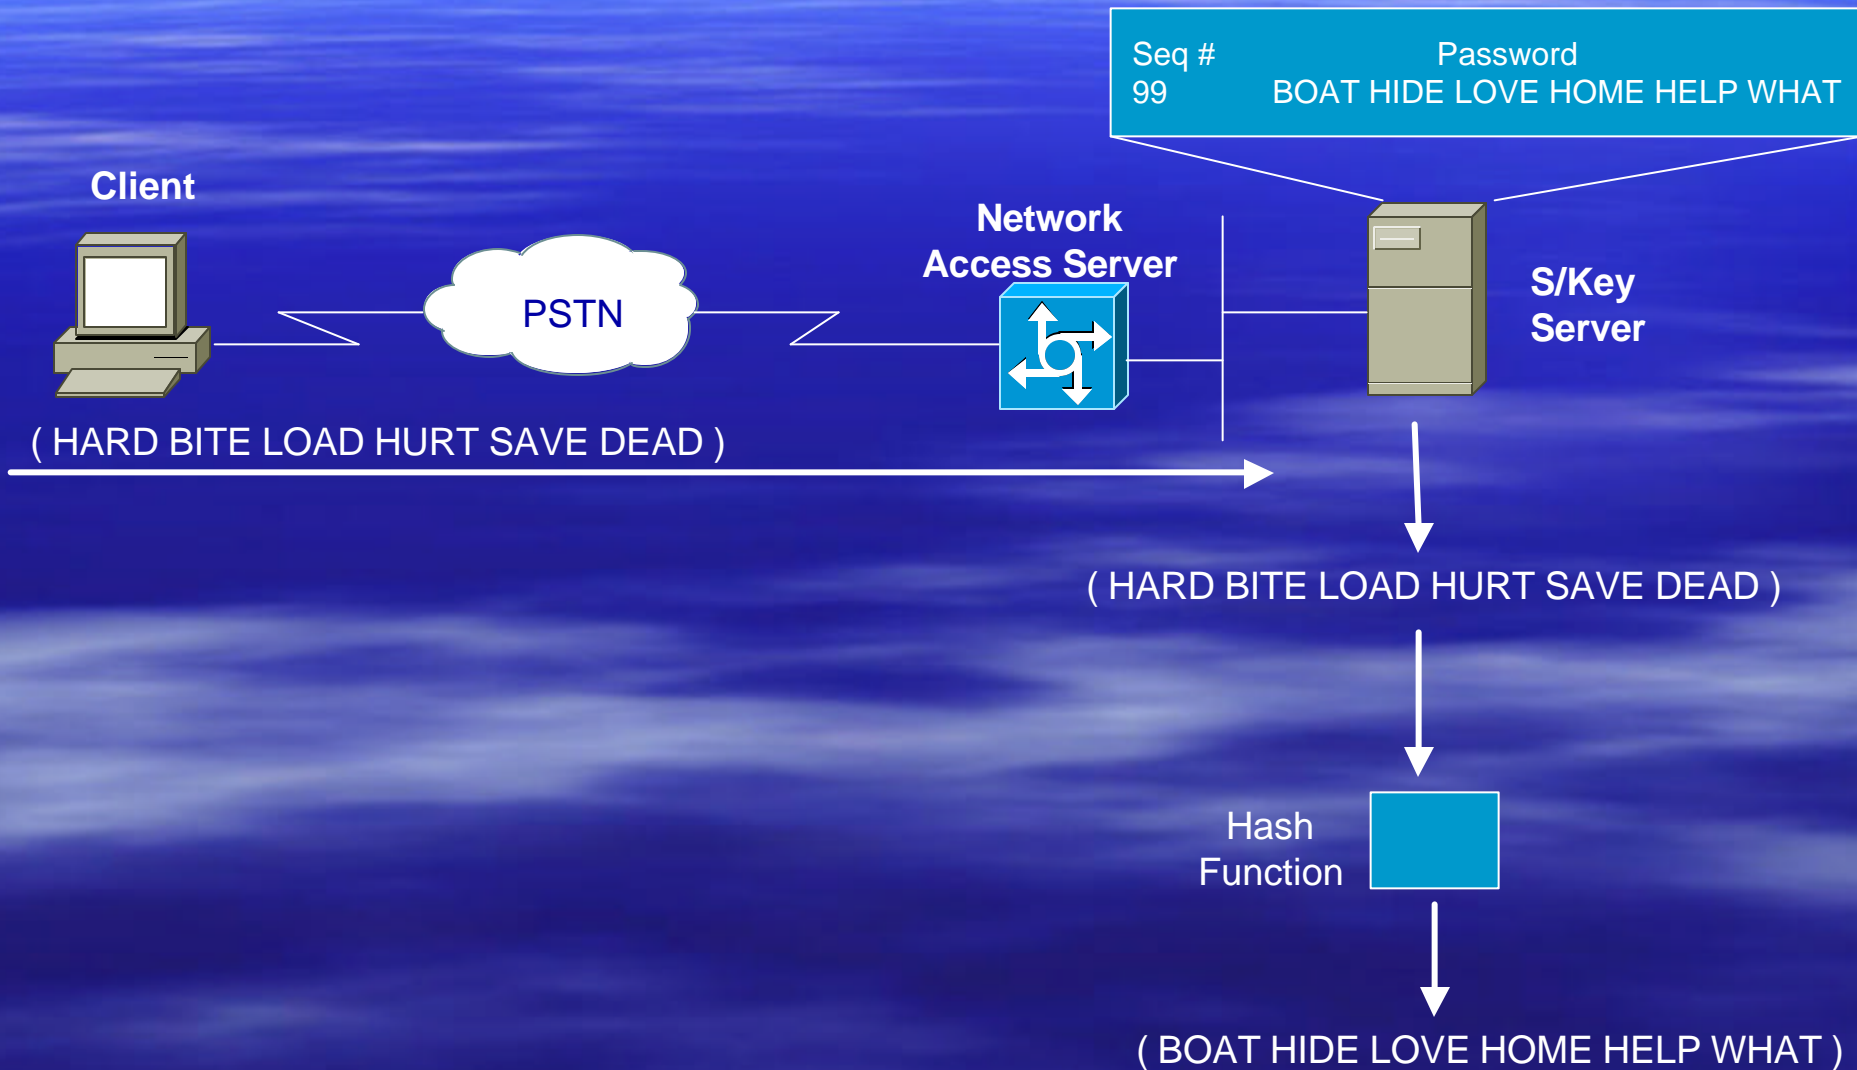 Seq # Password
99 BOAT HIDE LOVE HOME HELP WHAT
Client
Network
Access Server
PSTN
S/Key
Server
( HARD BITE LOAD HURT SAVE DEAD )
( HARD BITE LOAD HURT SAVE DEAD )
Hash
Function
( BOAT HIDE LOVE HOME HELP WHAT )